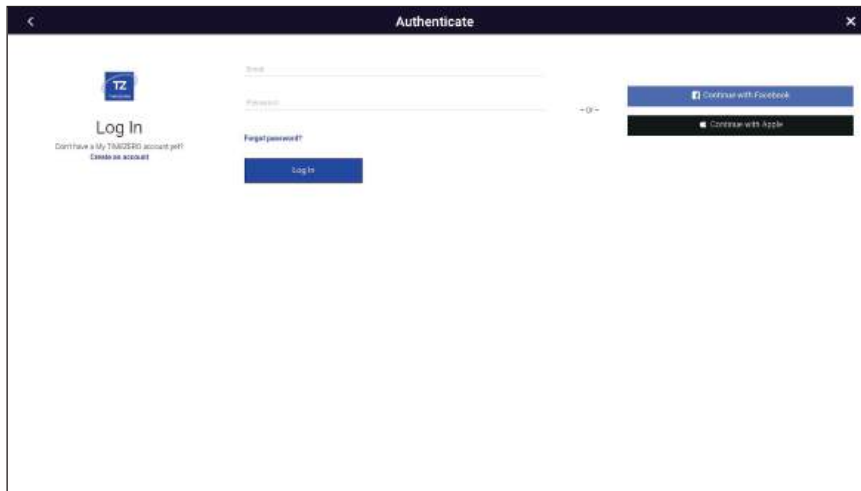 Authenticate
TZ
TIMEZERO
Log In
Don't have a My TIMEZERO account yet?
Create an account
Email
Password
Forgot password?
Log In
- Or -
Continue with Facebook
Continue with Apple